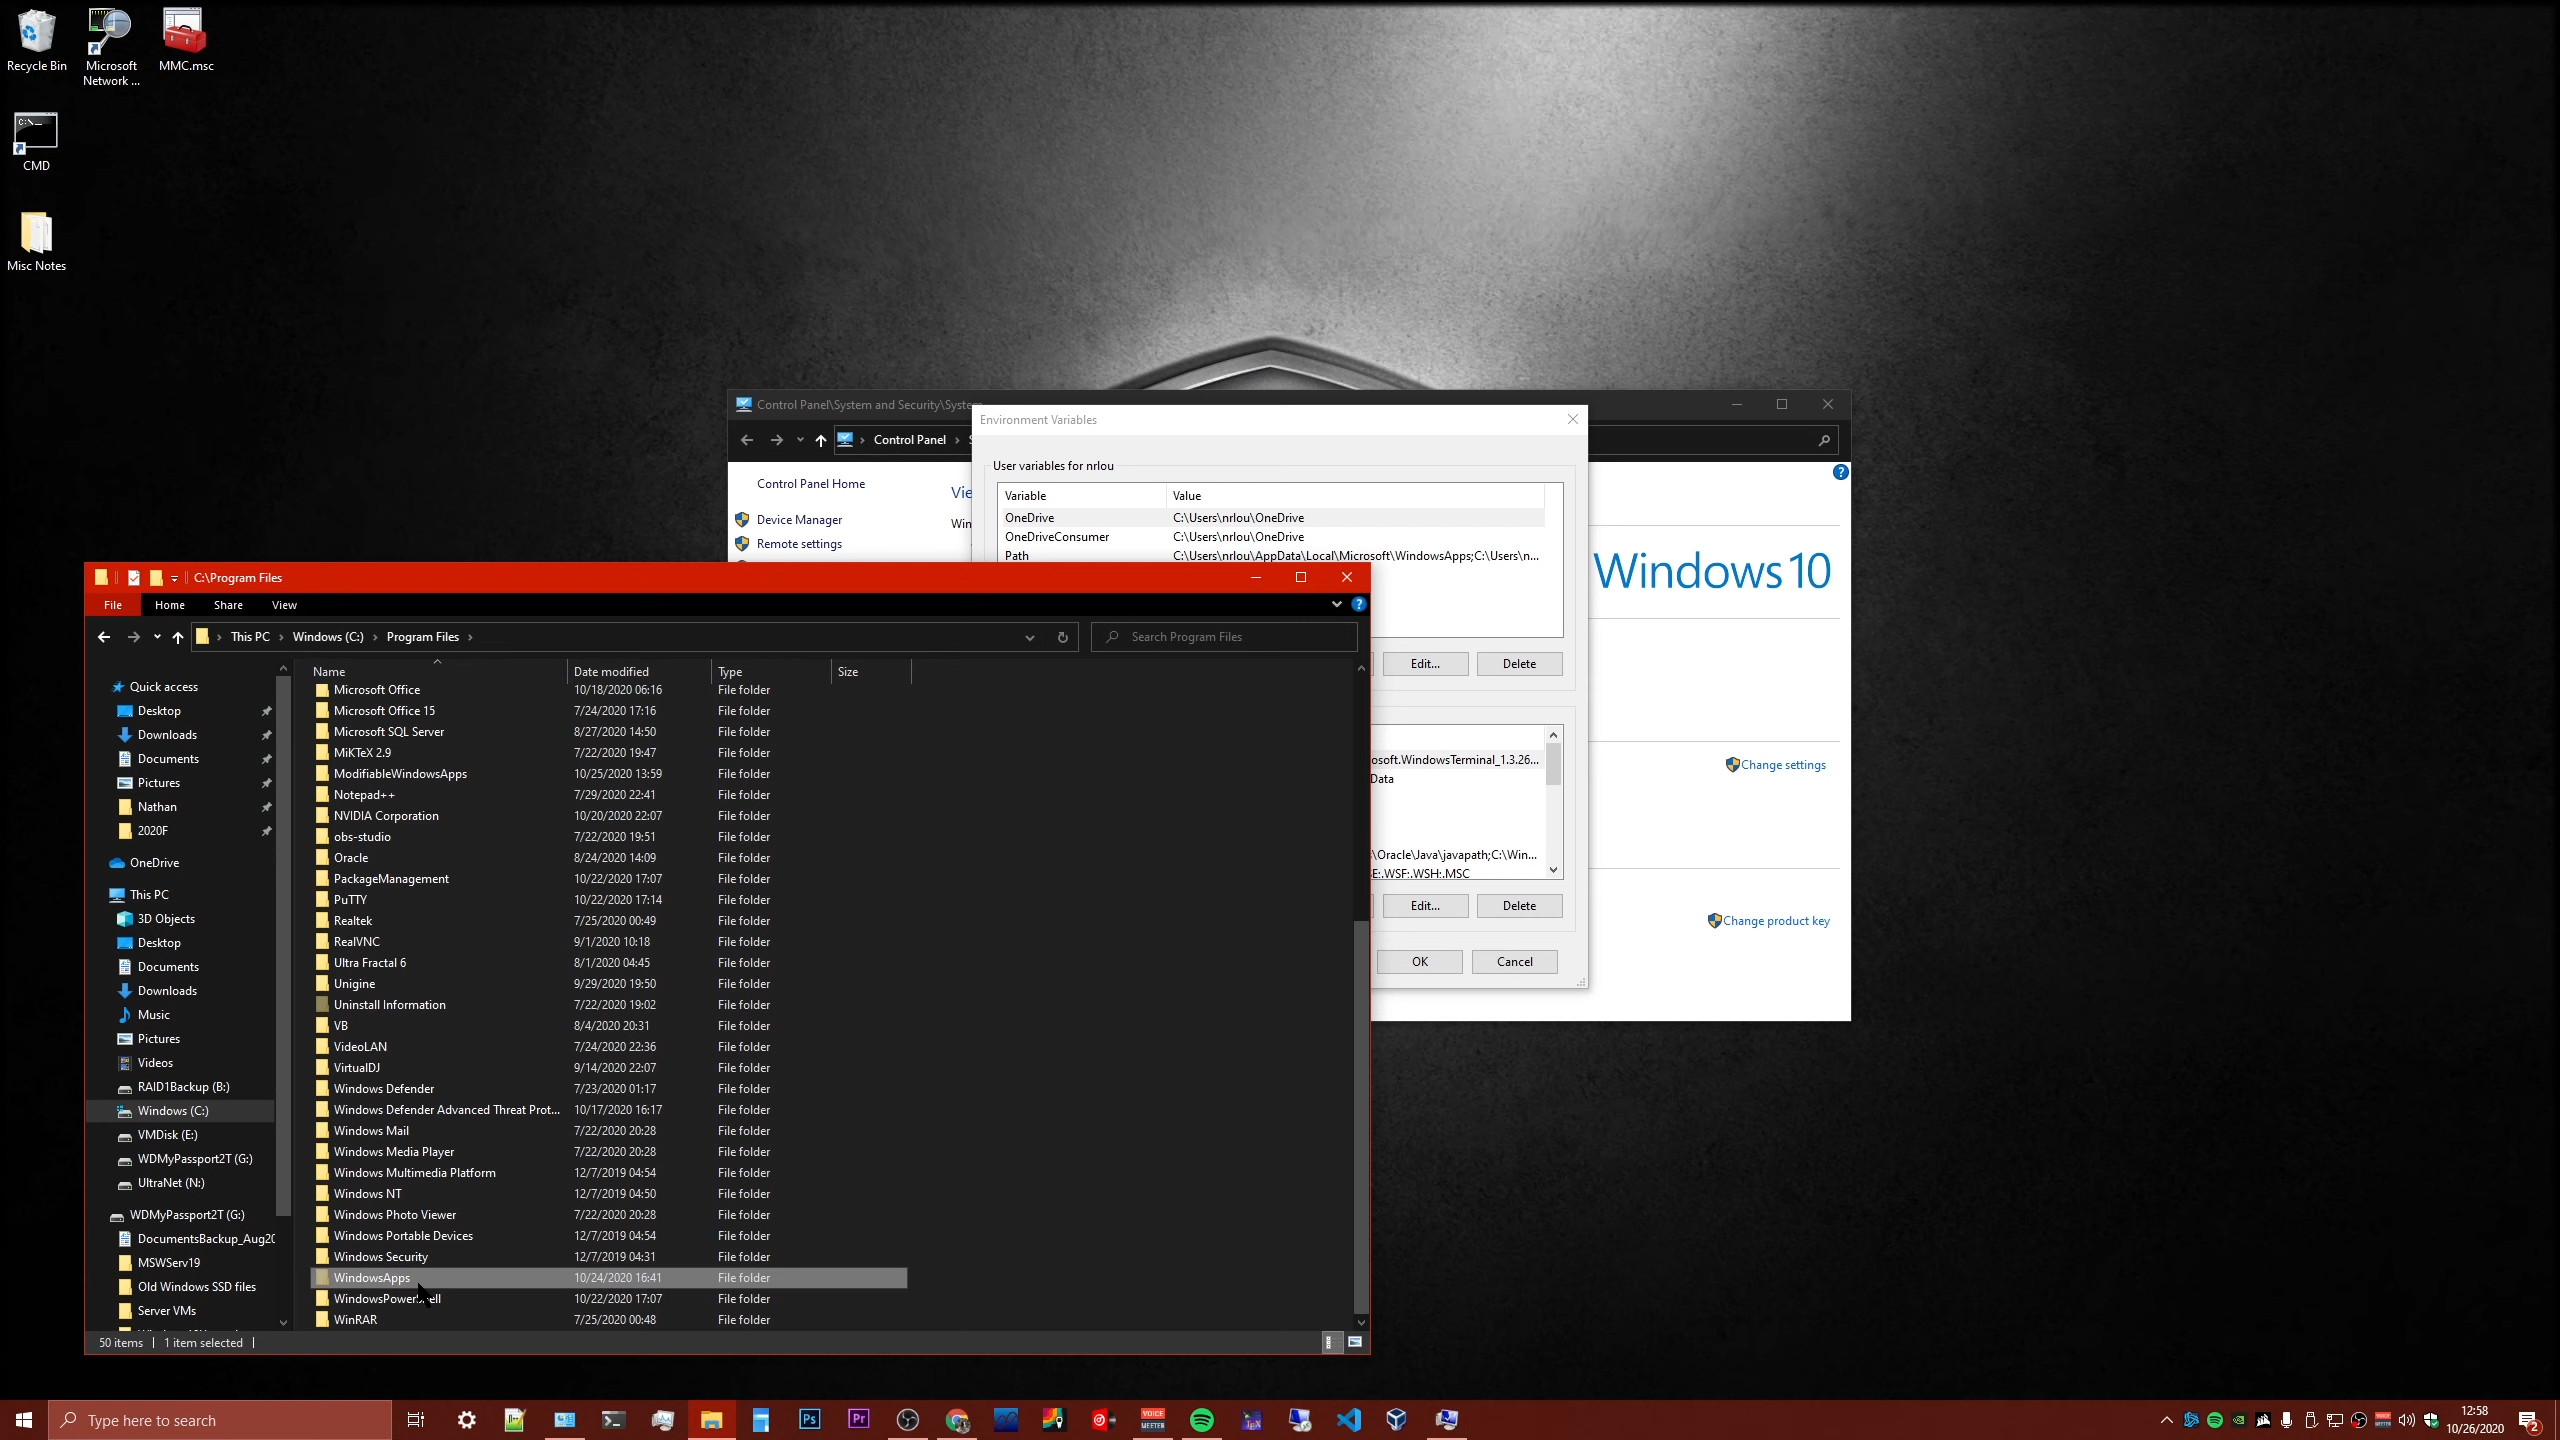 Recycle Bin
Microsoft Network ...
MMC.msc
CMD
Misc Notes
Control Panel\System and Security\System
Control Panel
Control Panel Home
Device Manager
Remote settings
Vie
Win
Windows 10
Change settings
Change product key
Environment Variables
User variables for nrlou
Variable Value
OneDrive C:\Users\nrlou\OneDrive
OneDriveConsumer C:\Users\nrlou\OneDrive
Path C:\Users\nrlou\AppData\Local\Microsoft\WindowsApps;C:\Users\n...
Edit... Delete
osoft.WindowsTerminal_1.3.26...
Data
\Oracle\Java\javapath;C:\Win...
E;.WSF;.WSH;.MSC
Edit... Delete
OK Cancel
C:\Program Files
File Home Share View
This PC Windows (C:) Program Files
Search Program Files
Quick access
Desktop
Downloads
Documents
Pictures
Nathan
2020F
OneDrive
This PC
3D Objects
Desktop
Documents
Downloads
Music
Pictures
Videos
RAID1Backup (B:)
Windows (C:)
VMDisk (E:)
WDMyPassport2T (G:)
UltraNet (N:)
WDMyPassport2T (G:)
DocumentsBackup_Aug20
MSWServ19
Old Windows SSD files
Server VMs
Name Date modified Type Size
Microsoft Office 10/18/2020 06:16 File folder
Microsoft Office 15 7/24/2020 17:16 File folder
Microsoft SQL Server 8/27/2020 14:50 File folder
MiKTeX 2.9 7/22/2020 19:47 File folder
ModifiableWindowsApps 10/25/2020 13:59 File folder
Notepad++ 7/29/2020 22:41 File folder
NVIDIA Corporation 10/20/2020 22:07 File folder
obs-studio 7/22/2020 19:51 File folder
Oracle 8/24/2020 14:09 File folder
PackageManagement 10/22/2020 17:07 File folder
PuTTY 10/22/2020 17:14 File folder
Realtek 7/25/2020 00:49 File folder
RealVNC 9/1/2020 10:18 File folder
Ultra Fractal 6 8/1/2020 04:45 File folder
Unigine 9/29/2020 19:50 File folder
Uninstall Information 7/22/2020 19:02 File folder
VB 8/4/2020 20:31 File folder
VideoLAN 7/24/2020 22:36 File folder
VirtualDJ 9/14/2020 22:07 File folder
Windows Defender 7/23/2020 01:17 File folder
Windows Defender Advanced Threat Prot... 10/17/2020 16:17 File folder
Windows Mail 7/22/2020 20:28 File folder
Windows Media Player 7/22/2020 20:28 File folder
Windows Multimedia Platform 12/7/2019 04:54 File folder
Windows NT 12/7/2019 04:50 File folder
Windows Photo Viewer 7/22/2020 20:28 File folder
Windows Portable Devices 12/7/2019 04:54 File folder
Windows Security 12/7/2019 04:31 File folder
WindowsApps 10/24/2020 16:41 File folder
WindowsPowerShell 10/22/2020 17:07 File folder
WinRAR 7/25/2020 00:48 File folder
50 items 1 item selected
Type here to search
Ps
Pr
VOICE MEETER
12:58
10/26/2020
2